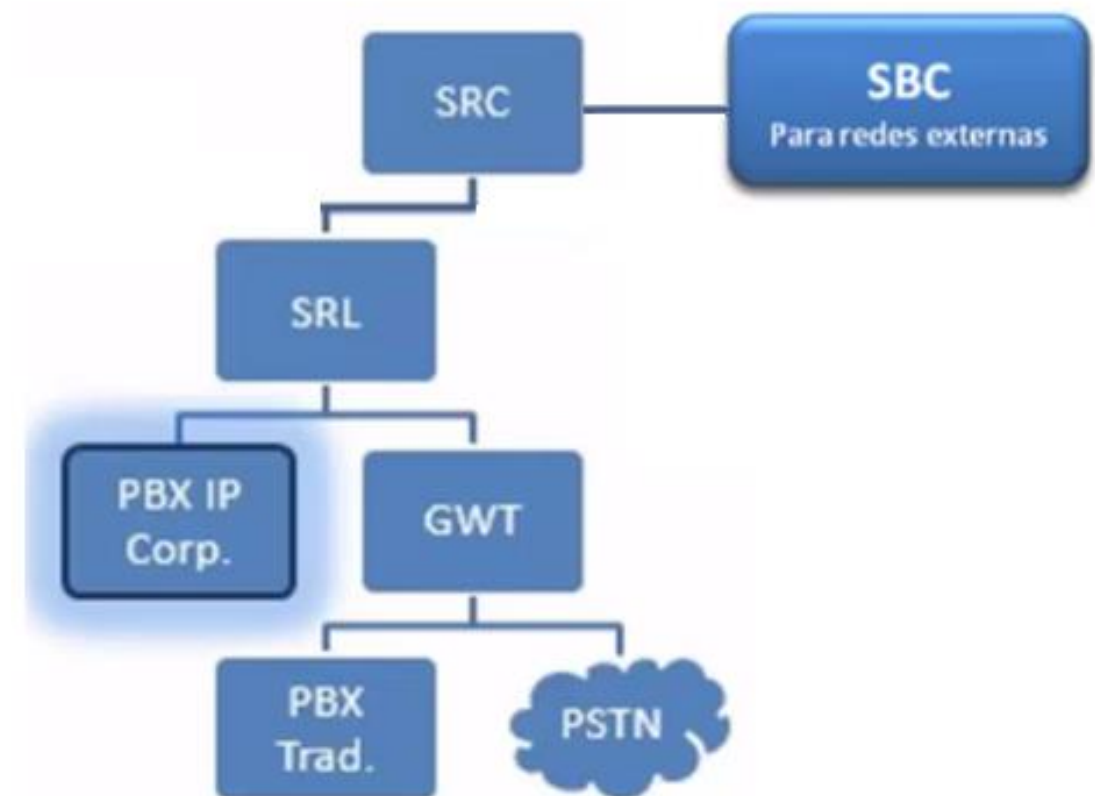 SRC
SBC
Para redes externas
SRL
PBX IP
Corp.
GWT
PBX
Trad.
PSTN